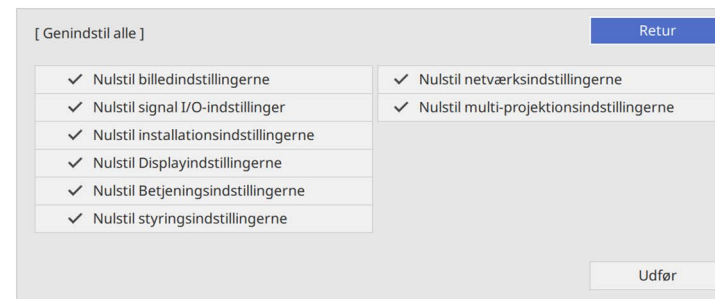 [ Genindstil alle ]
Retur
Nulstil billedindstillingerne
Nulstil signal I/O-indstillinger
Nulstil installationsindstillingerne
Nulstil Displayindstillingerne
Nulstil Betjeningsindstillingerne
Nulstil styringsindstillingerne
Nulstil netværksindstillingerne
Nulstil multi-projektionsindstillingerne
Udfør